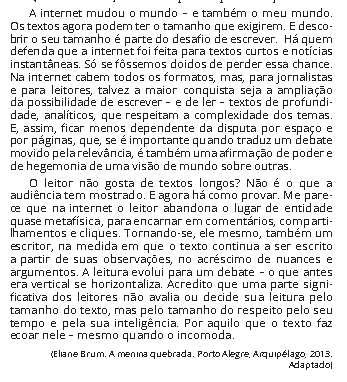 A internet mudou o mundo – e também o meu mundo.
Os textos agora podem ter o tamanho que exigirem. E desco-
brir o seu tamanho é parte do desafio de escrever. Há quem
defenda que a internet foi feita para textos curtos e notícias
instantâneas. Só se fôssemos doidos de perder essa chance.
Na internet cabem todos os formatos, mas, para jornalistas
e para leitores, talvez a maior conquista seja a ampliação
da possibilidade de escrever – e de ler – textos de profundi-
dade, analíticos, que respeitam a complexidade dos temas.
E, assim, ficar menos dependente da disputa por espaço e
por páginas, que, se é importante quando traduz um debate
movido pela relevância, é também uma afirmação de poder e
de hegemonia de uma visão de mundo sobre outras.
O leitor não gosta de textos longos? Não é o que a
audiência tem mostrado. E agora há como provar. Me pare-
ce que na internet o leitor abandona o lugar de entidade
quase metafísica, para encarnar em comentários, comparti-
lhamentos e cliques. Tornando-se, ele mesmo, também um
escritor, na medida em que o texto continua a ser escrito
a partir de suas observações, no acréscimo de nuances e
argumentos. A leitura evolui para um debate – o que antes
era vertical se horizontaliza. Acredito que uma parte signi-
ficativa dos leitores não avalia ou decide sua leitura pelo
tamanho do texto, mas pelo tamanho do respeito pelo seu
tempo e pela sua inteligência. Por aquilo que o texto faz
ecoar nele – mesmo quando o incomoda.
(Eliane Brum. A menina quebrada. Porto Alegre, Arquipélago, 2013.
Adaptado)